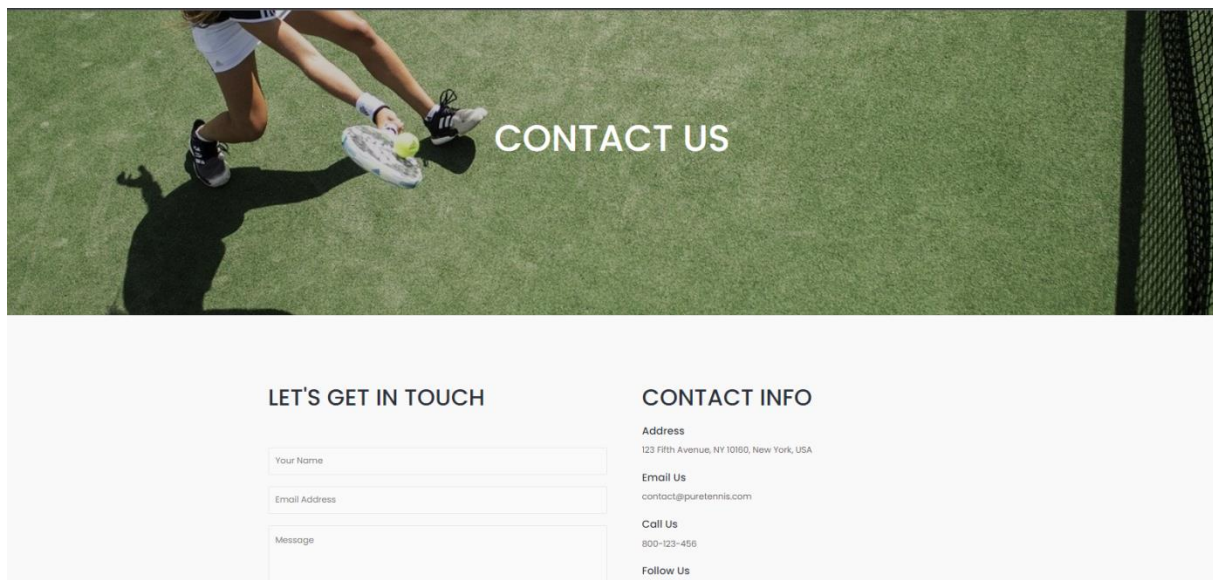 CONTACT US
LET'S GET IN TOUCH
Your Name
Email Address
Message
CONTACT INFO
Address
123 Fifth Avenue, NY 10160, New York, USA
Email Us
contact@puretennis.com
Call Us
800-123-456
Follow Us